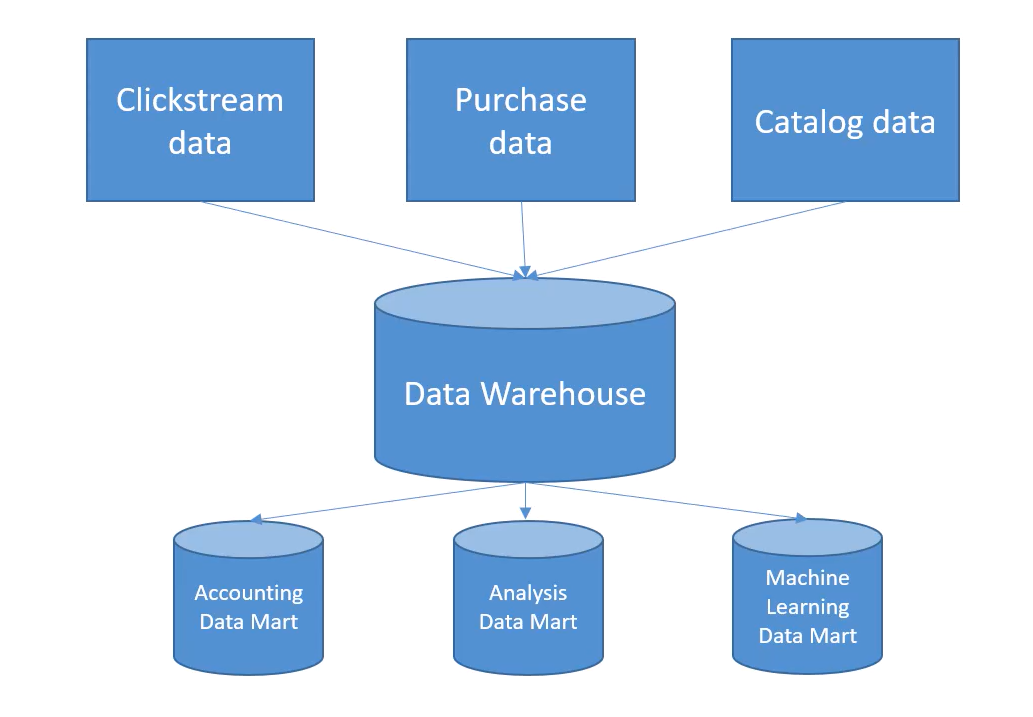 Clickstream
data
Purchase
data
Catalog data
Data Warehouse
Accounting
Data Mart
Analysis
Data Mart
Machine
Learning
Data Mart